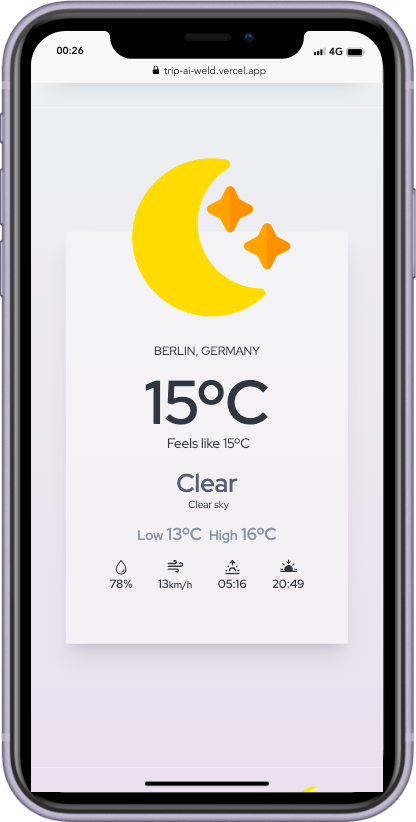 00:26 4G
trip-ai-weld.vercel.app
BERLIN, GERMANY
15ºC
Feels like 15ºC
Clear
Clear sky
Low 13ºC High 16ºC
78% 13km/h 05:16 20:49